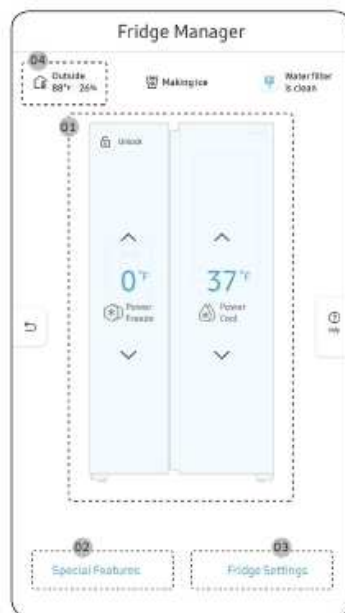 Fridge Manager
04
Outside
88°F 26%
Making Ice
Water filter
is clean
01
Unlock
0°F
37°F
Power
Freeze
Power
Cool
Help
02
03
Special Features
Fridge Settings